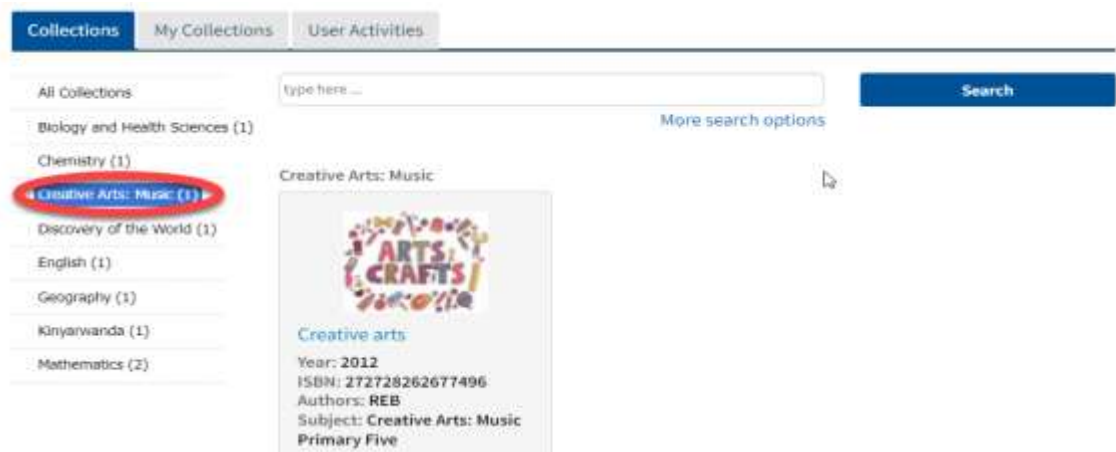 Collections My Collections User Activities
All Collections
Biology and Health Sciences (1)
Chemistry (1)
Creative Arts: Music (1)
Discovery of the World (1)
English (1)
Geography (1)
Kinyarwanda (1)
Mathematics (2)
type here ...
Search
More search options
Creative Arts: Music
ARTS
CRAFTS
Creative arts
Year: 2012
ISBN: 272728262677496
Authors: REB
Subject: Creative Arts: Music
Primary Five